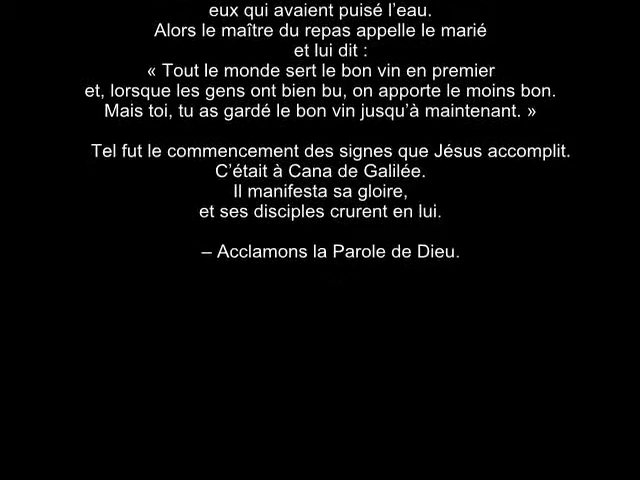 eux qui avaient puisé l’eau.
Alors le maître du repas appelle le marié
et lui dit :
« Tout le monde sert le bon vin en premier
et, lorsque les gens ont bien bu, on apporte le moins bon.
Mais toi, tu as gardé le bon vin jusqu’à maintenant. »
Tel fut le commencement des signes que Jésus accomplit.
C’était à Cana de Galilée.
Il manifesta sa gloire,
et ses disciples crurent en lui.
– Acclamons la Parole de Dieu.